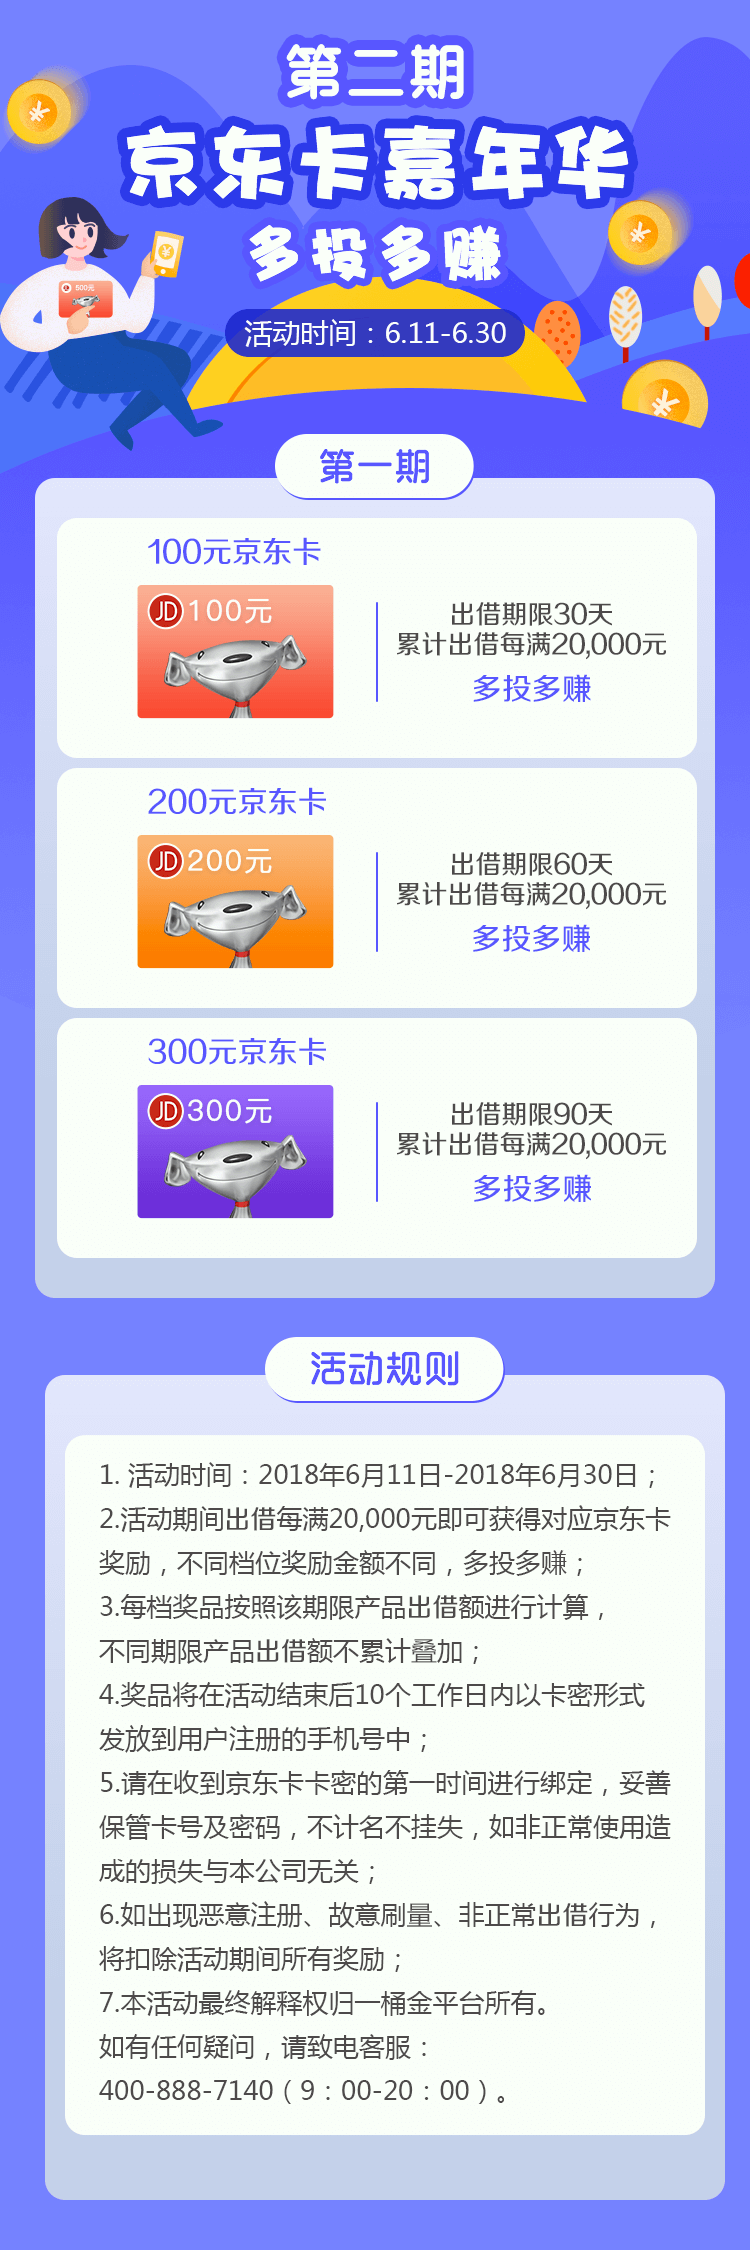 第二期
京东卡嘉年华
多投多赚
500元
活动时间：6.11-6.30
第一期
100元京东卡
JD 100元
出借期限30天
累计出借每满20,000元
多投多赚
200元京东卡
JD 200元
出借期限60天
累计出借每满20,000元
多投多赚
300元京东卡
JD 300元
出借期限90天
累计出借每满20,000元
多投多赚
活动规则
1. 活动时间：2018年6月11日-2018年6月30日；
2.活动期间出借每满20,000元即可获得对应京东卡
奖励，不同档位奖励金额不同，多投多赚；
3.每档奖品按照该期限产品出借额进行计算，
不同期限产品出借额不累计叠加；
4.奖品将在活动结束后10个工作日内以卡密形式
发放到用户注册的手机号中；
5.请在收到京东卡卡密的第一时间进行绑定，妥善
保管卡号及密码，不计名不挂失，如非正常使用造
成的损失与本公司无关；
6.如出现恶意注册、故意刷量、非正常出借行为，
将扣除活动期间所有奖励；
7.本活动最终解释权归一桶金平台所有。
如有任何疑问，请致电客服：
400-888-7140（9：00-20：00）。